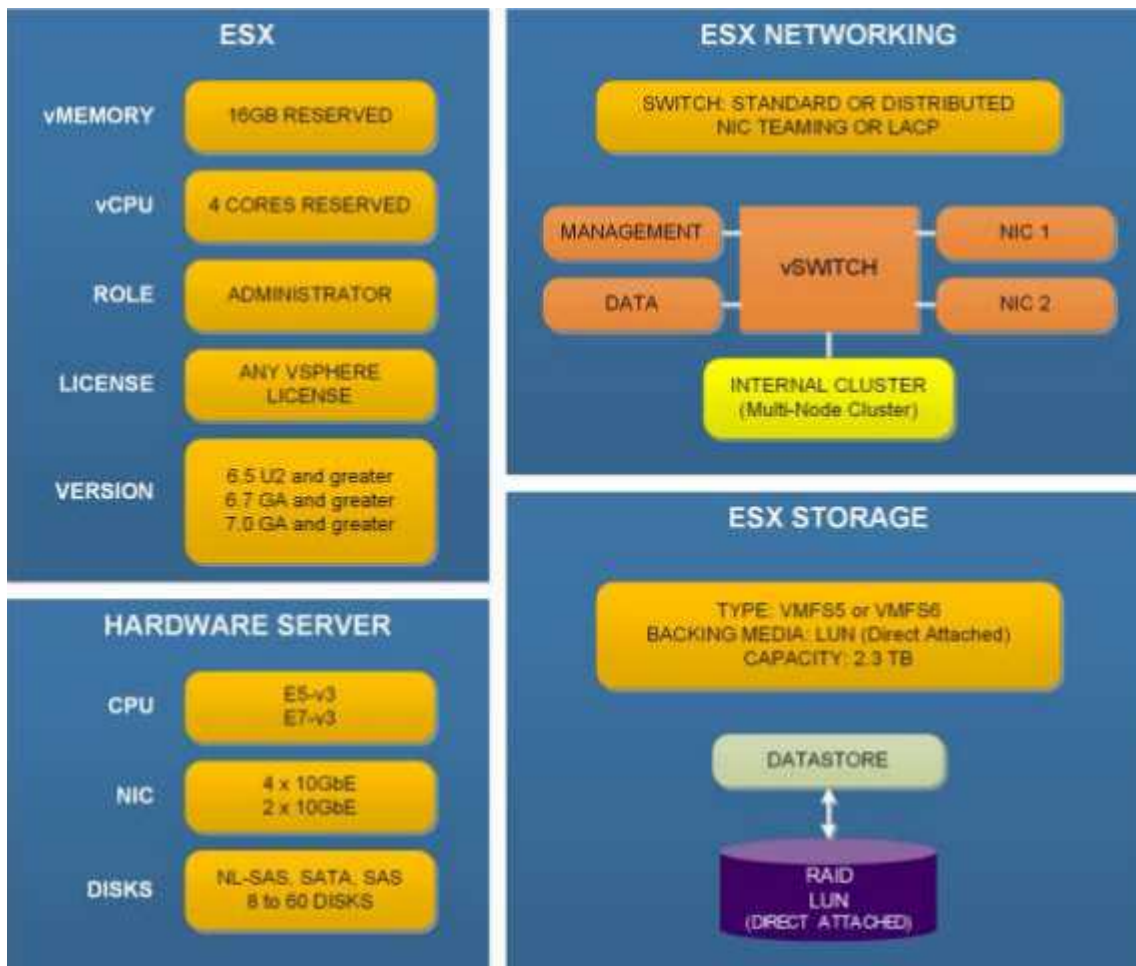 ESX
vMEMORY
16GB RESERVED
vCPU
4 CORES RESERVED
ROLE
ADMINISTRATOR
LICENSE
ANY VSPHERE
LICENSE
VERSION
6.5 U2 and greater
6.7 GA and greater
7.0 GA and greater
HARDWARE SERVER
CPU
E5-v3
E7-v3
NIC
4 x 10GbE
2 x 10GbE
DISKS
NL-SAS, SATA, SAS
8 to 60 DISKS
ESX NETWORKING
SWITCH: STANDARD OR DISTRIBUTED
NIC TEAMING OR LACP
MANAGEMENT
DATA
vSWITCH
NIC 1
NIC 2
INTERNAL CLUSTER
(Multi-Node Cluster)
ESX STORAGE
TYPE: VMFS5 or VMFS6
BACKING MEDIA: LUN (Direct Attached)
CAPACITY: 2.3 TB
DATASTORE
RAID
LUN
(DIRECT ATTACHED)